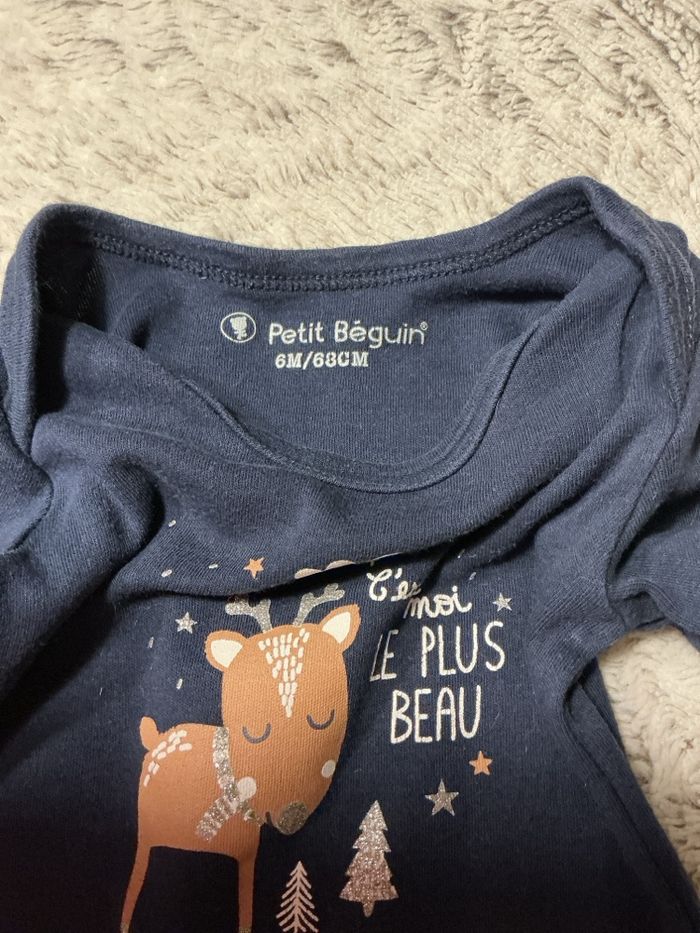 Petit Béguin®
6M/68CM
moi
LE PLUS
BEAU